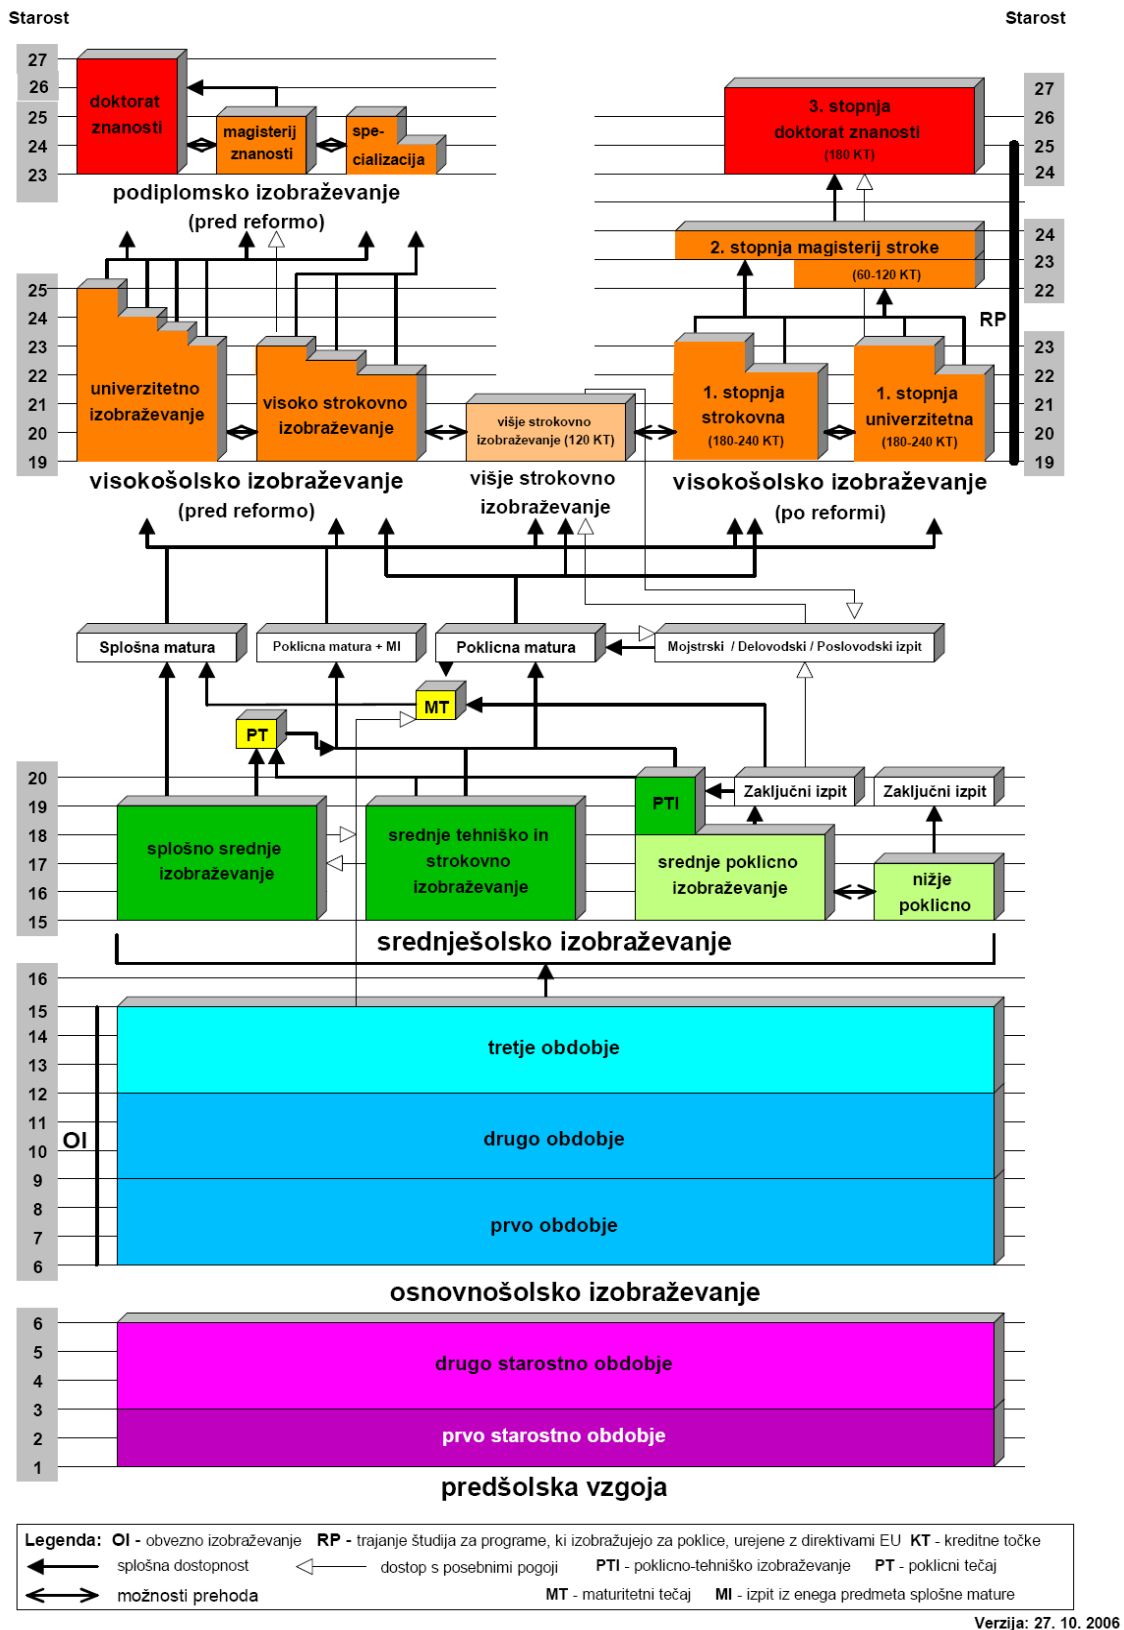 Starost
Starost
27
26
25
24
23
doktorat
znanosti
magisterij
znanosti
spe-
cializacija
podiplomsko izobraževanje
(pred reformo)
27
26
25
24
3. stopnja
doktorat znanosti
(180 KT)
24
23
22
2. stopnja magisterij stroke
(60-120 KT)
RP
25
24
23
22
21
20
19
univerzitetno
izobraževanje
visoko strokovno
izobraževanje
višje strokovno
izobraževanje (120 KT)
1. stopnja
strokovna
(180-240 KT)
1. stopnja
univerzitetna
(180-240 KT)
23
22
21
20
19
visokošolsko izobraževanje
(pred reformo)
višje strokovno
izobraževanje
visokošolsko izobraževanje
(po reformi)
Splošna matura
Poklicna matura + MI
Poklicna matura
Mojstrski / Delovodski / Poslovodski izpit
MT
PT
20
19
18
17
16
15
splošno srednje
izobraževanje
srednje tehniško in
strokovno
izobraževanje
PTI
Zaključni izpit
Zaključni izpit
srednje poklicno
izobraževanje
nižje
poklicno
srednješolsko izobraževanje
16
15
14
13
12
11
10
9
8
7
6
OI
tretje obdobje
drugo obdobje
prvo obdobje
osnovnošolsko izobraževanje
6
5
4
3
2
1
drugo starostno obdobje
prvo starostno obdobje
predšolska vzgoja
Legenda: OI - obvezno izobraževanje RP - trajanje študija za programe, ki izobražujejo za poklice, urejene z direktivami EU KT - kreditne točke
splošna dostopnost dostop s posebnimi pogoji PTI - poklicno-tehniško izobraževanje PT - poklicni tečaj
možnosti prehoda MT - maturitetni tečaj MI - izpit iz enega predmeta splošne mature
Verzija: 27. 10. 2006